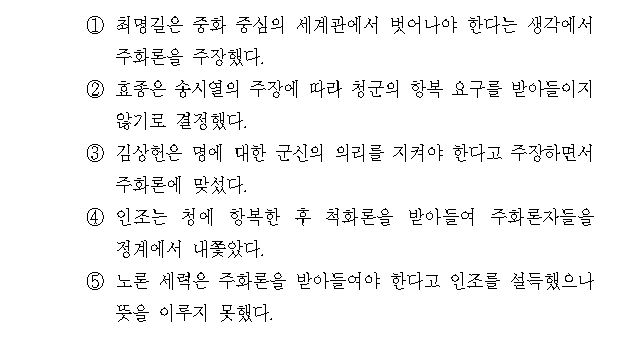 ① 최명길은 중화 중심의 세계관에서 벗어나야 한다는 생각에서
주화론을 주장했다.
② 효종은 송시열의 주장에 따라 청군의 항복 요구를 받아들이지
않기로 결정했다.
③ 김상헌은 명에 대한 군신의 의리를 지켜야 한다고 주장하면서
주화론에 맞섰다.
④ 인조는 청에 항복한 후 척화론을 받아들여 주화론자들을
정계에서 내쫓았다.
⑤ 노론 세력은 주화론을 받아들여야 한다고 인조를 설득했으나
뜻을 이루지 못했다.